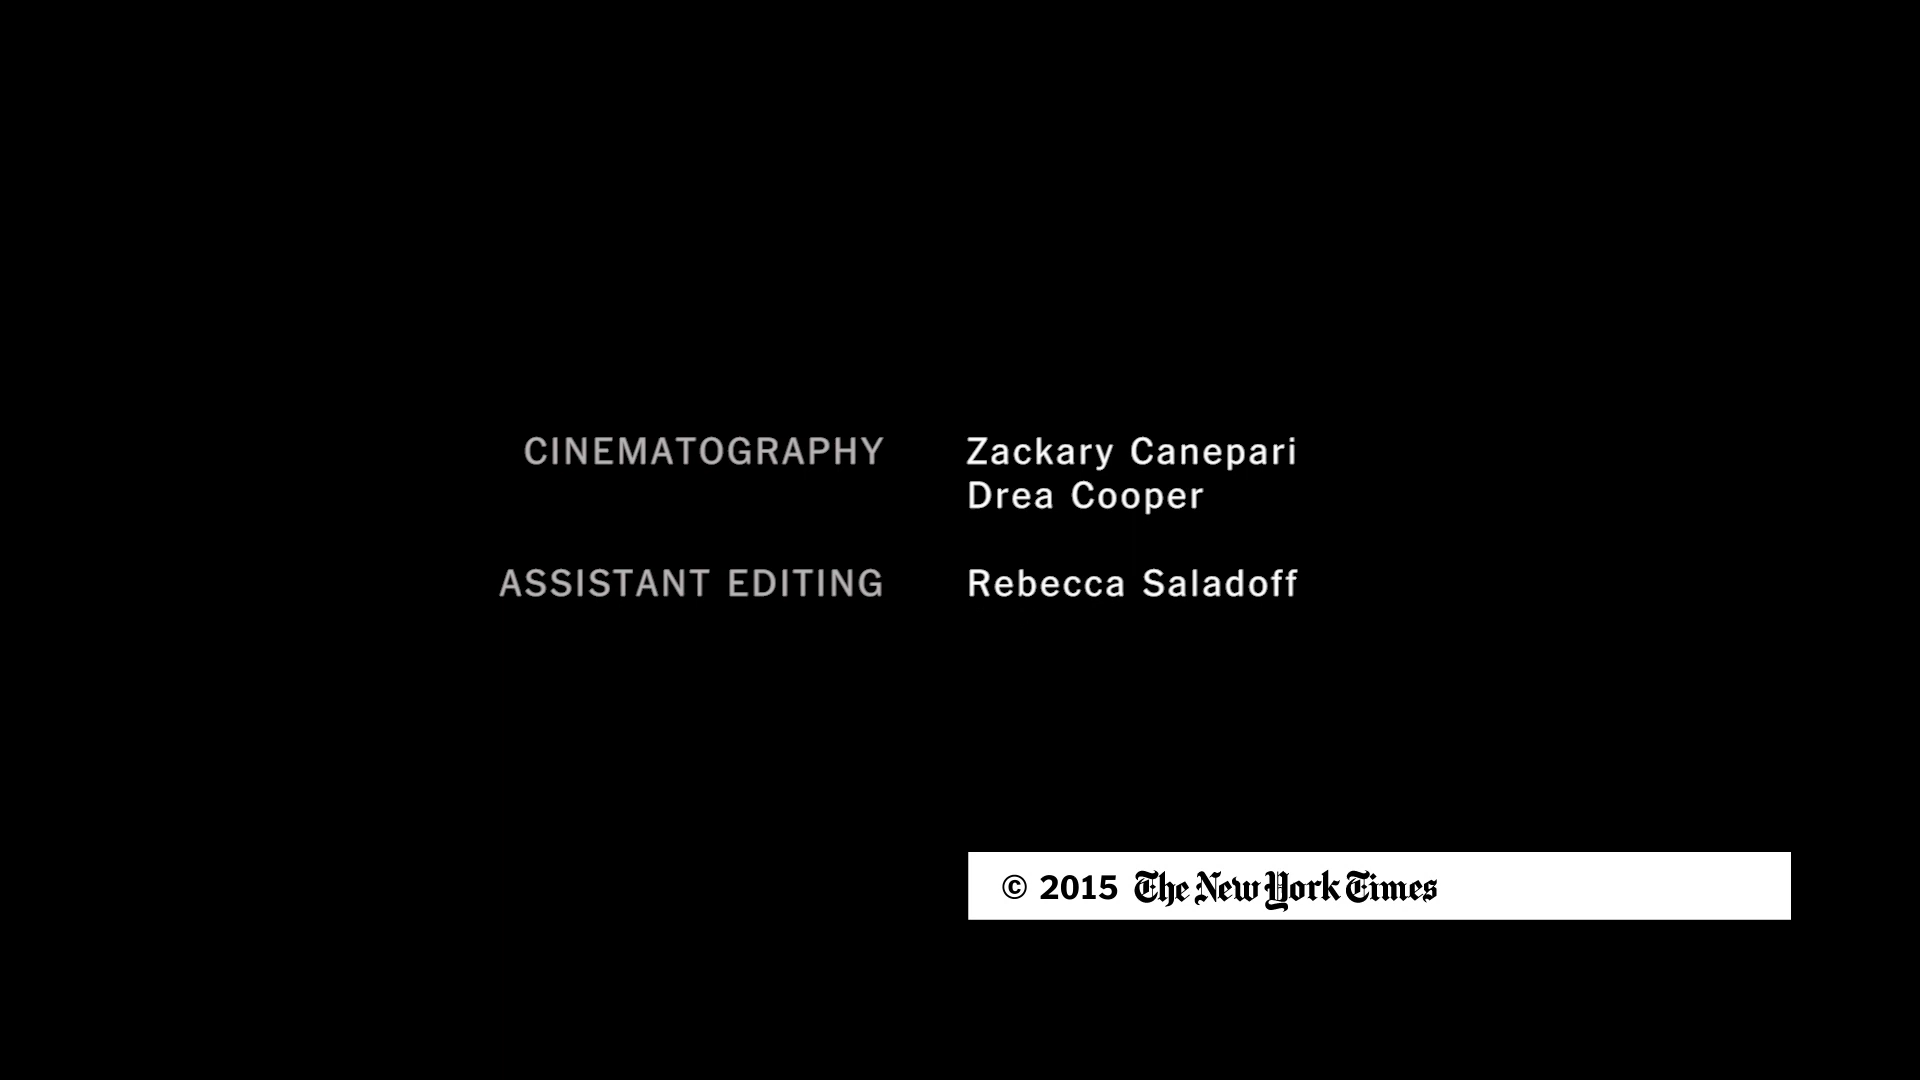 CINEMATOGRAPHY Zackary Canepari
Drea Cooper
ASSISTANT EDITING Rebecca Saladoff
© 2015 The New York Times